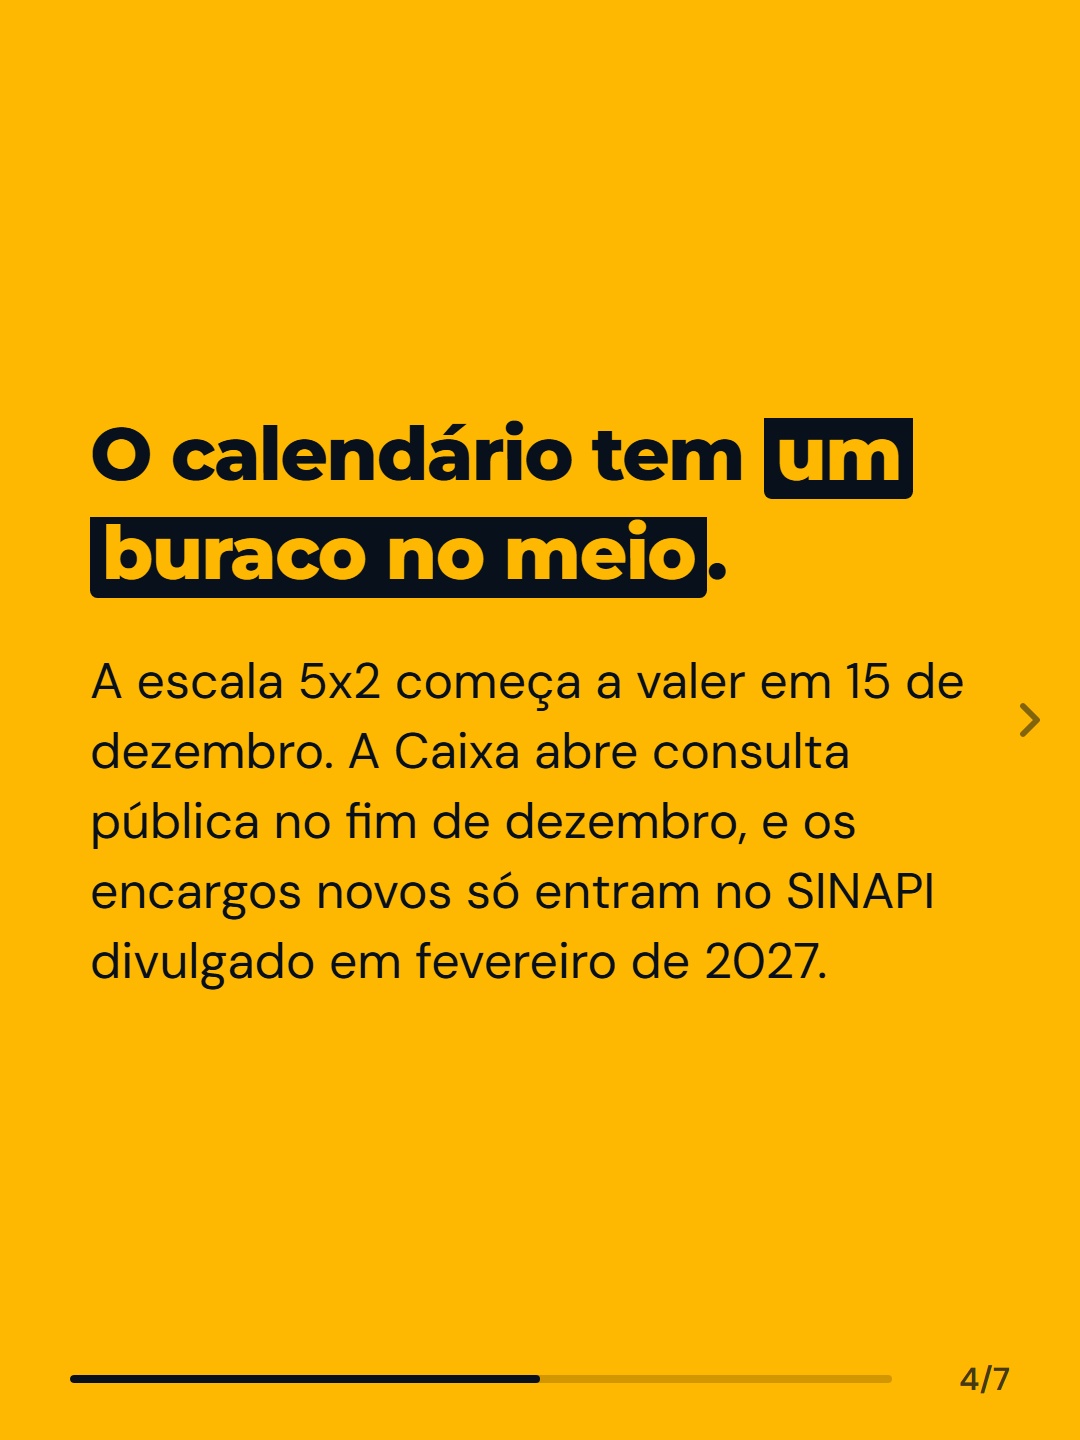 O calendário tem um
buraco no meio.
A escala 5x2 começa a valer em 15 de
dezembro. A Caixa abre consulta
pública no fim de dezembro, e os
encargos novos só entram no SINAPI
divulgado em fevereiro de 2027.
4/7